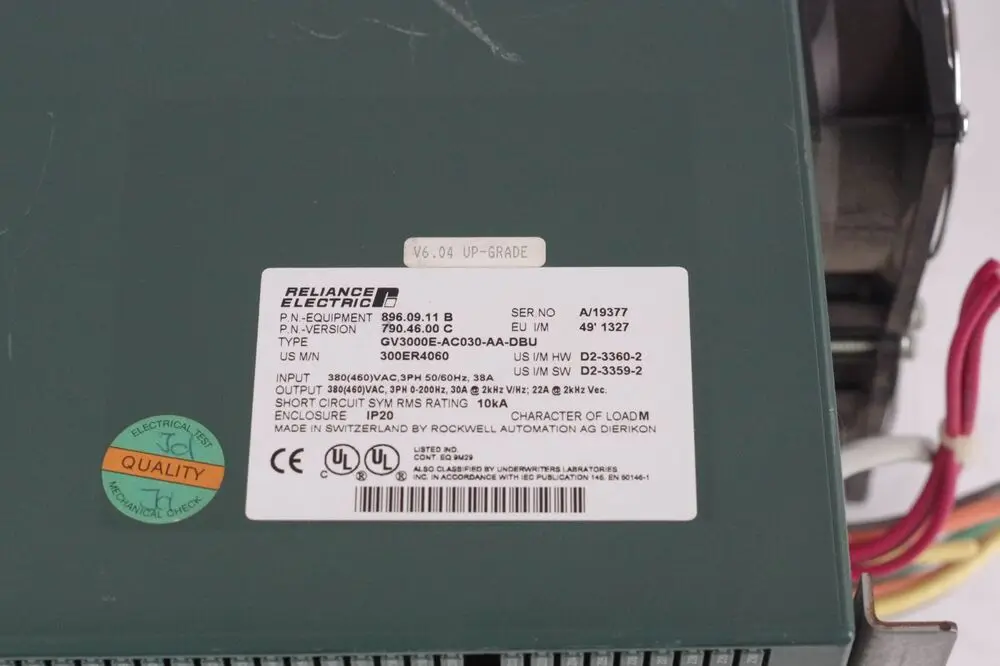 V6.04 UP-GRADE
RELIANCE
ELECTRIC
P.N.-EQUIPMENT 896.09.11 B SER.NO A/19377
P.N.-VERSION 790.46.00 C EU I/M 49' 1327
TYPE GV3000E-AC030-AA-DBU
US M/N 300ER4060 US I/M HW D2-3360-2
US I/M SW D2-3359-2
INPUT 380(460)VAC,3PH 50/60Hz, 38A
OUTPUT 380(460)VAC, 3PH 0-200Hz, 30A @ 2kHz V/Hz; 22A @ 2kHz Vec.
SHORT CIRCUIT SYM RMS RATING 10kA
ENCLOSURE IP20 CHARACTER OF LOAD M
MADE IN SWITZERLAND BY ROCKWELL AUTOMATION AG DIERIKON
CE C UL ® UL ®
LISTED IND.
CONT. EQ 9M29
ALSO CLASSIFIED BY UNDERWRITERS LABRATORIES
INC. IN ACCORDANCE WITH IEC PUBLICATION 146, EN 60146-1
ELECTRICAL TEST
QUALITY
MECHANICAL CHECK